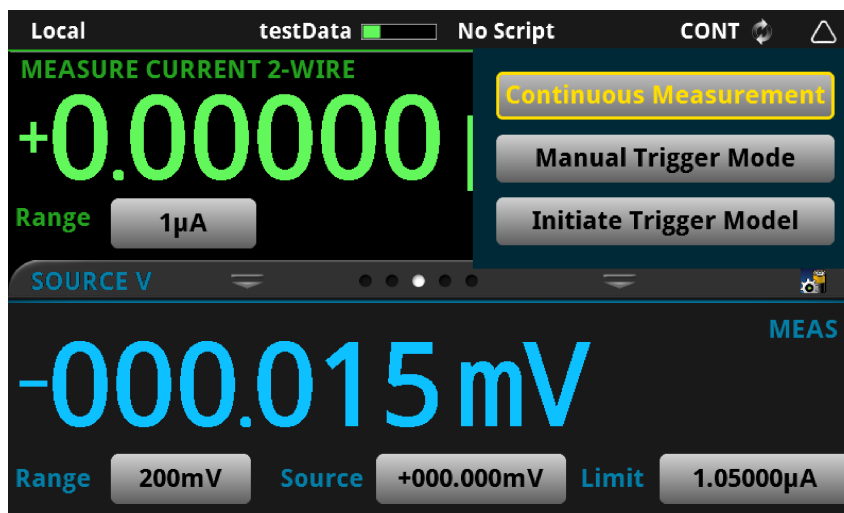 Local testData No Script CONT
MEASURE CURRENT 2-WIRE
+0.00000
Range 1µA
Continuous Measurement
Manual Trigger Mode
Initiate Trigger Model
SOURCE V
MEAS
-000.015 mV
Range 200mV Source +000.000mV Limit 1.05000µA